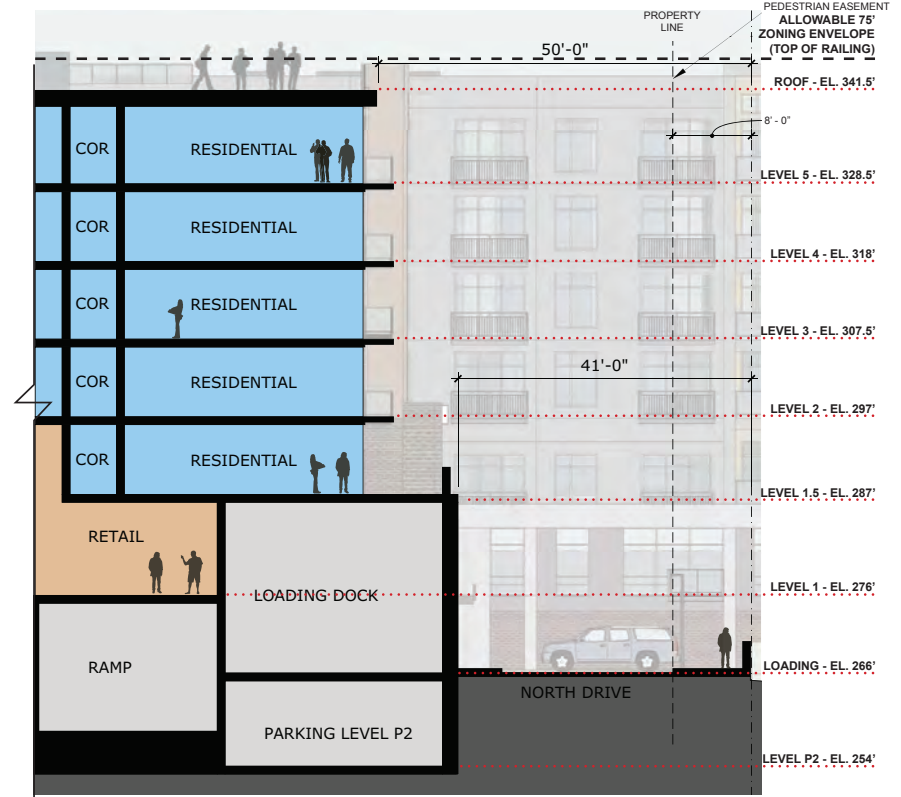 PEDESTRIAN EASEMENT
PROPERTY
LINE
ALLOWABLE 75'
ZONING ENVELOPE
(TOP OF RAILING)
50'-0"
ROOF - EL. 341.5'
8' - 0"
COR
RESIDENTIAL
LEVEL 5 - EL. 328.5'
COR
RESIDENTIAL
LEVEL 4 - EL. 318'
COR
RESIDENTIAL
LEVEL 3 - EL. 307.5'
41'-0"
COR
RESIDENTIAL
LEVEL 2 - EL. 297'
COR
RESIDENTIAL
LEVEL 1.5 - EL. 287'
RETAIL
LOADING DOCK
LEVEL 1 - EL. 276'
RAMP
LOADING - EL. 266'
NORTH DRIVE
PARKING LEVEL P2
LEVEL P2 - EL. 254'